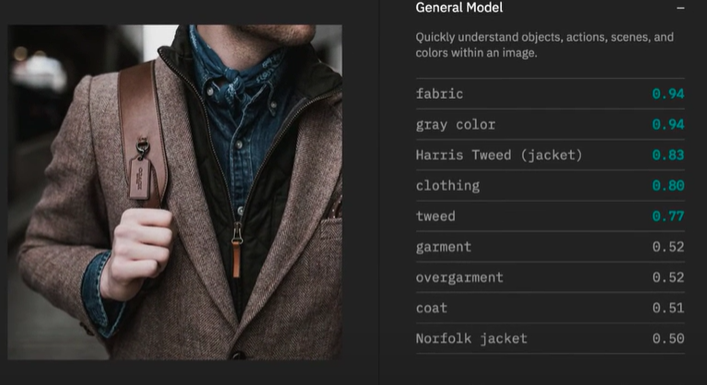 General Model –
Quickly understand objects, actions, scenes, and
colors within an image.
fabric 0.94
gray color 0.94
Harris Tweed (jacket) 0.83
clothing 0.80
tweed 0.77
garment 0.52
overgarment 0.52
coat 0.51
Norfolk jacket 0.50